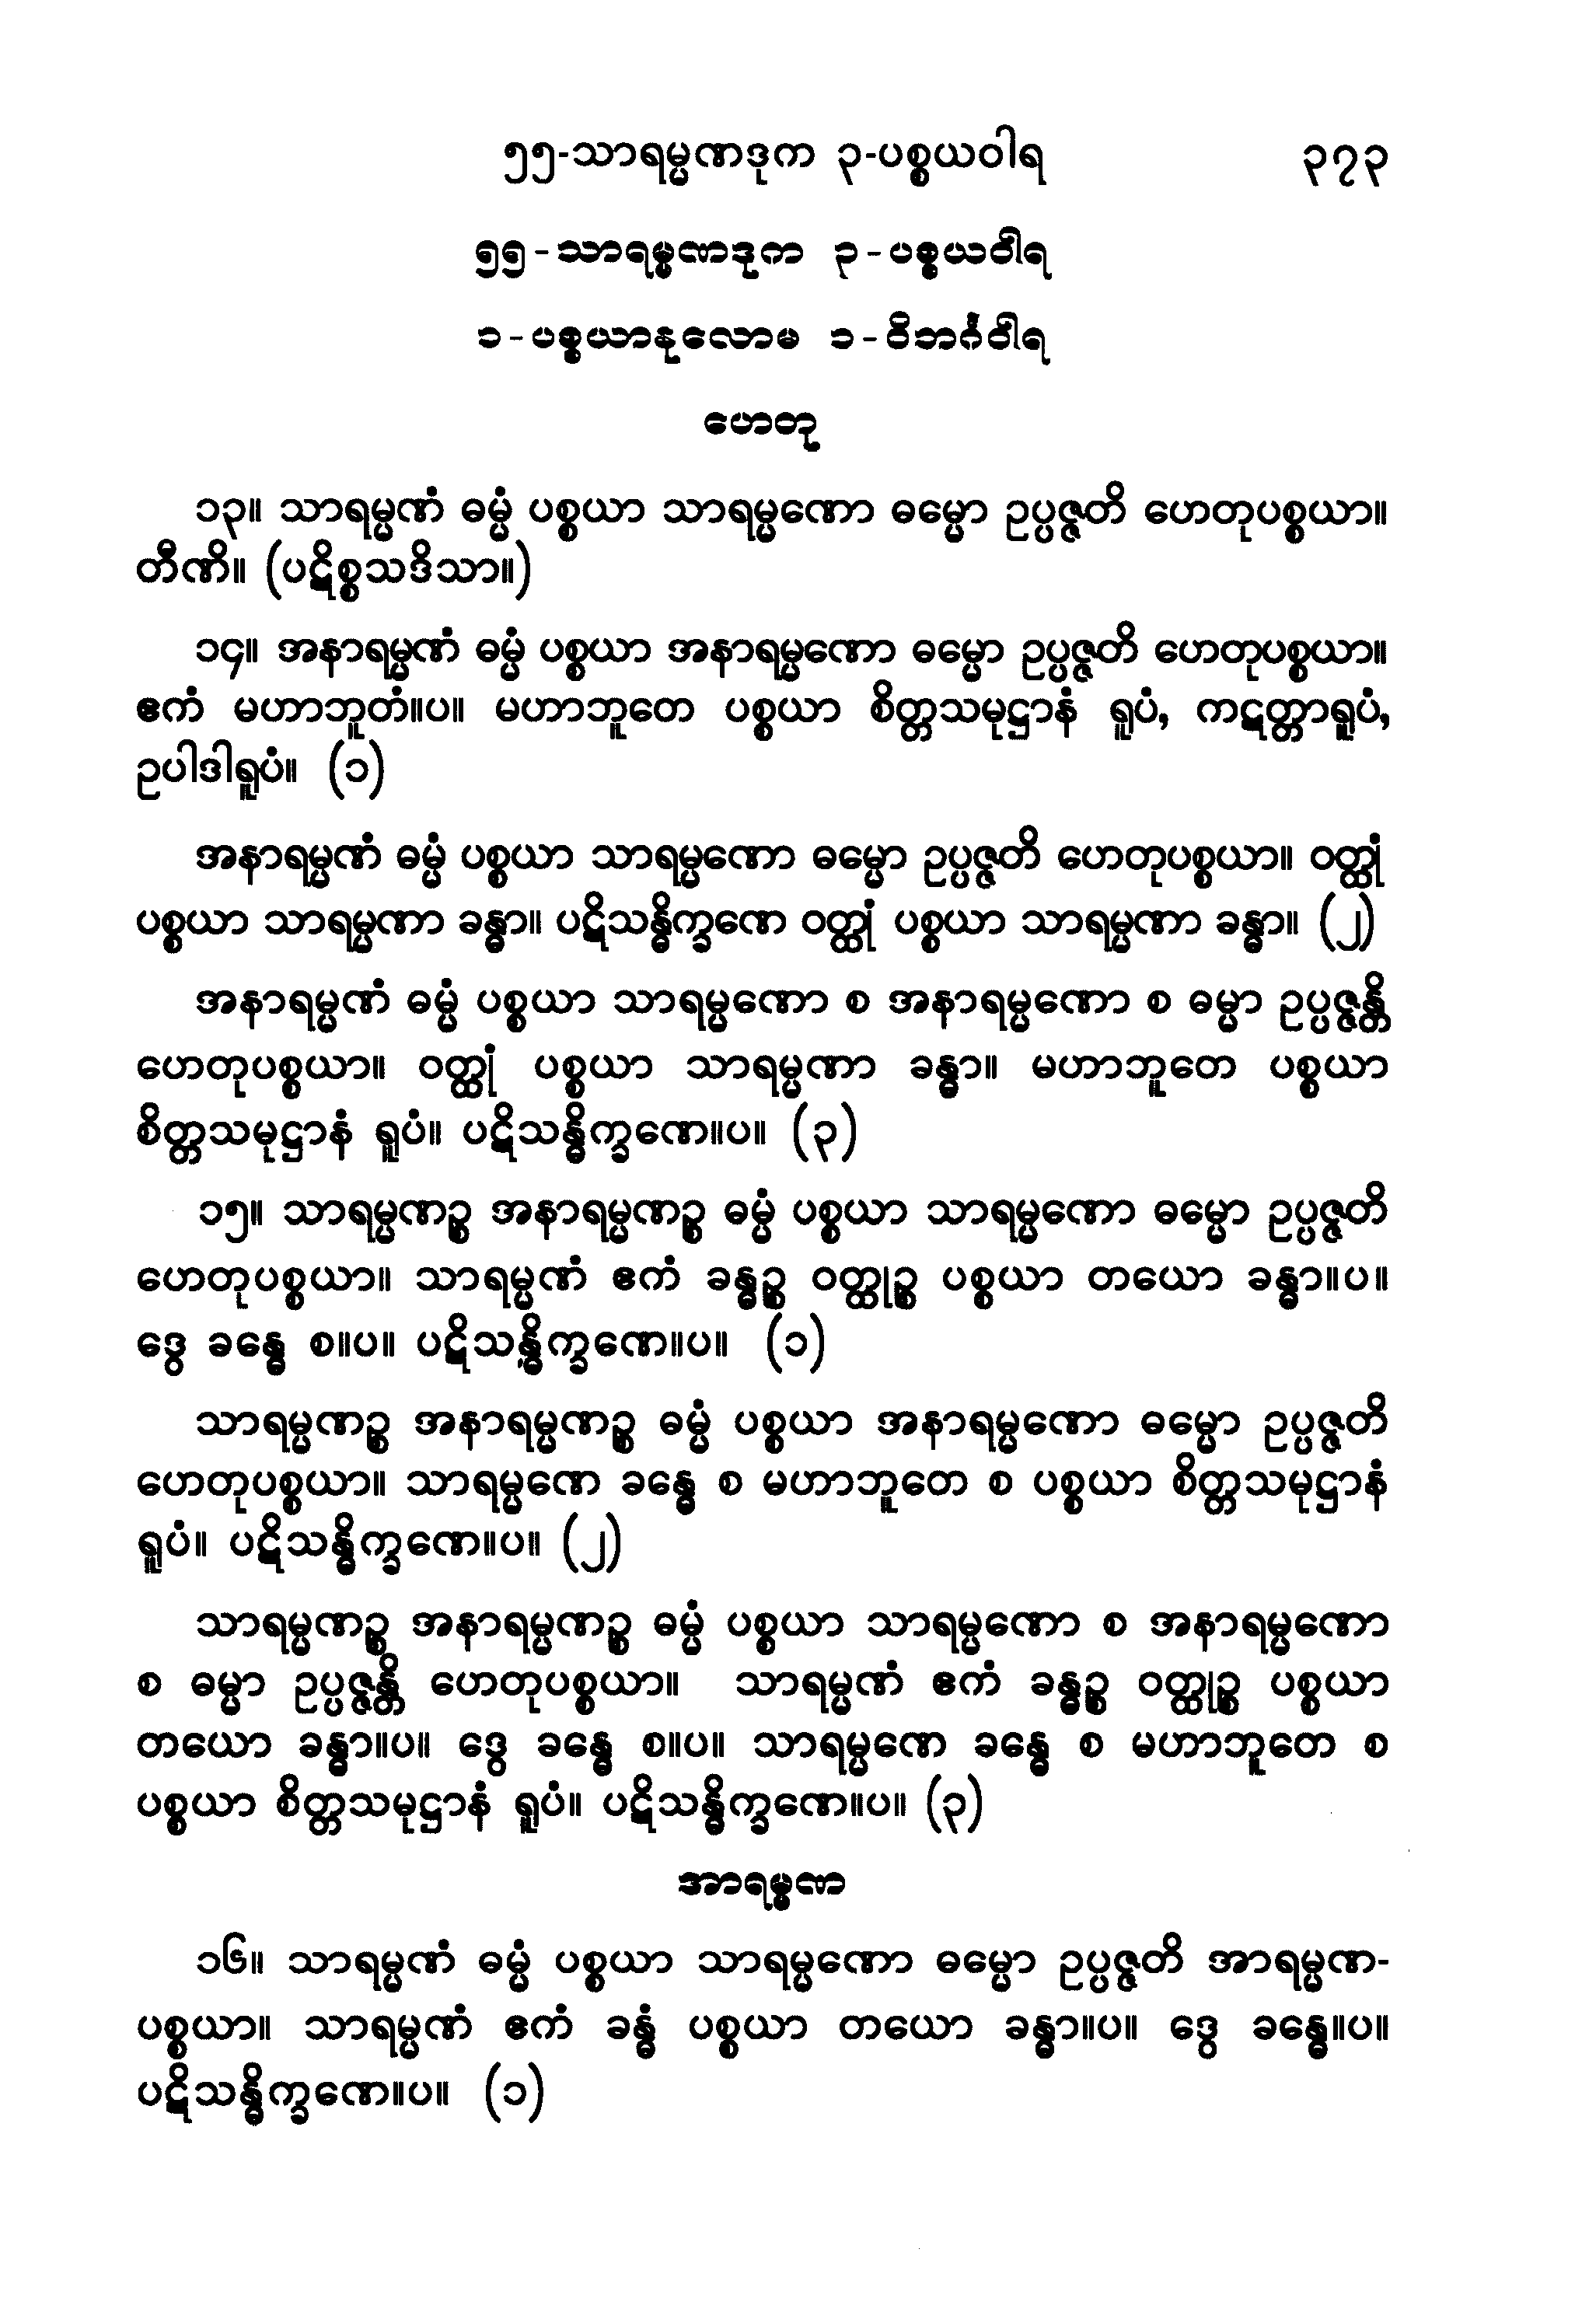 ၅၅-သာရမ္မဏဒုက ၃-ပစ္စယဝါရ ၃၇၃
၅၅-သာရမ္မဏဒုက ၃-ပစ္စယဝါရ
၁-ပစ္စယာနုလောမ ၁-ဝိဘင်္ဂဝါရ
ဟေတု
၁၃။ သာရမ္မဏံ ဓမ္မံ ပစ္စယာ သာရမ္မဏော ဓမ္မော ဥပ္ပဇ္ဇတိ ဟေတုပစ္စယာ။
တီဏိ။ (ပဋိစ္စသဒိသာ။)
၁၄။ အနာရမ္မဏံ ဓမ္မံ ပစ္စယာ အနာရမ္မဏော ဓမ္မော ဥပ္ပဇ္ဇတိ ဟေတုပစ္စယာ။
ဧကံ မဟာဘူတံ။ပ။ မဟာဘူတေ ပစ္စယာ စိတ္တသမုဋ္ဌာနံ ရူပံ, ကဋတ္တာရူပံ,
ဥပါဒါရူပံ။ (၁)
အနာရမ္မဏံ ဓမ္မံ ပစ္စယာ သာရမ္မဏော ဓမ္မော ဥပ္ပဇ္ဇတိ ဟေတုပစ္စယာ။ ဝတ္ထုံ
ပစ္စယာ သာရမ္မဏာ ခန္ဓာ။ ပဋိသန္ဓိက္ခဏေ ဝတ္ထုံ ပစ္စယာ သာရမ္မဏာ ခန္ဓာ။ (၂)
အနာရမ္မဏံ ဓမ္မံ ပစ္စယာ သာရမ္မဏော စ အနာရမ္မဏော စ ဓမ္မာ ဥပ္ပဇ္ဇန္တိ
ဟေတုပစ္စယာ။ ဝတ္ထုံ ပစ္စယာ သာရမ္မဏာ ခန္ဓာ။ မဟာဘူတေ ပစ္စယာ
စိတ္တသမုဋ္ဌာနံ ရူပံ။ ပဋိသန္ဓိက္ခဏေ။ပ။ (၃)
၁၅။ သာရမ္မဏဉ္စ အနာရမ္မဏဉ္စ ဓမ္မံ ပစ္စယာ သာရမ္မဏော ဓမ္မော ဥပ္ပဇ္ဇတိ
ဟေတုပစ္စယာ။ သာရမ္မဏံ ဧကံ ခန္ဓဉ္စ ဝတ္ထုဉ္စ ပစ္စယာ တယော ခန္ဓာ။ပ။
ဒွေ ခန္ဓေ စ။ပ။ ပဋိသန္ဓိက္ခဏေ။ပ။ (၁)
သာရမ္မဏဉ္စ အနာရမ္မဏဉ္စ ဓမ္မံ ပစ္စယာ အနာရမ္မဏော ဓမ္မော ဥပ္ပဇ္ဇတိ
ဟေတုပစ္စယာ။ သာရမ္မဏေ ခန္ဓေ စ မဟာဘူတေ စ ပစ္စယာ စိတ္တသမုဋ္ဌာနံ
ရူပံ။ ပဋိသန္ဓိက္ခဏေ။ပ။ (၂)
သာရမ္မဏဉ္စ အနာရမ္မဏဉ္စ ဓမ္မံ ပစ္စယာ သာရမ္မဏော စ အနာရမ္မဏော
စ ဓမ္မာ ဥပ္ပဇ္ဇန္တိ ဟေတုပစ္စယာ။ သာရမ္မဏံ ဧကံ ခန္ဓဉ္စ ဝတ္ထုဉ္စ ပစ္စယာ
တယော ခန္ဓာ။ပ။ ဒွေ ခန္ဓေ စ။ပ။ သာရမ္မဏေ ခန္ဓေ စ မဟာဘူတေ စ
ပစ္စယာ စိတ္တသမုဋ္ဌာနံ ရူပံ။ ပဋိသန္ဓိက္ခဏေ။ပ။ (၃)
အာရမ္မဏ
၁၆။ သာရမ္မဏံ ဓမ္မံ ပစ္စယာ သာရမ္မဏော ဓမ္မော ဥပ္ပဇ္ဇတိ အာရမ္မဏ-
ပစ္စယာ။ သာရမ္မဏံ ဧကံ ခန္ဓံ ပစ္စယာ တယော ခန္ဓာ။ပ။ ဒွေ ခန္ဓေ။ပ။
ပဋိသန္ဓိက္ခဏေ။ပ။ (၁)